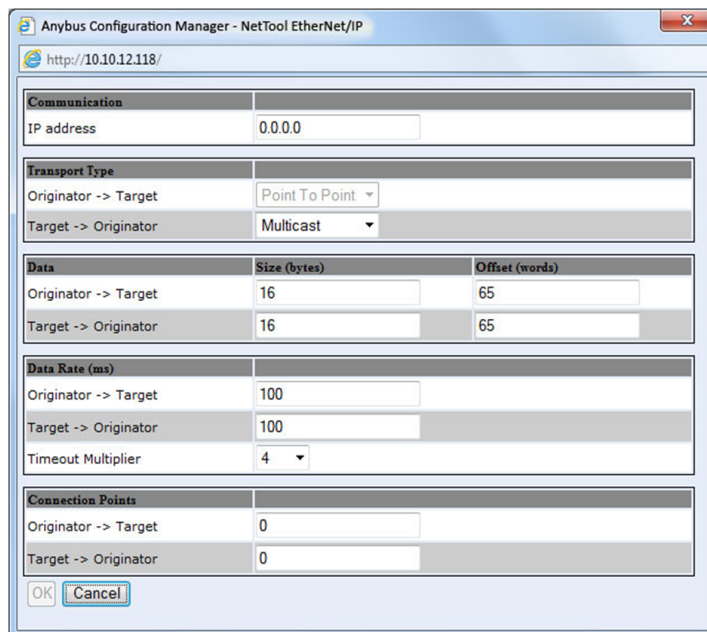 Anybus Configuration Manager - NetTool EtherNet/IP
http://10.10.12.118/
Communication
IP address 0.0.0.0
Transport Type
Originator -> Target Point To Point
Target -> Originator Multicast
Data Size (bytes) Offset (words)
Originator -> Target 16 65
Target -> Originator 16 65
Data Rate (ms)
Originator -> Target 100
Target -> Originator 100
Timeout Multiplier 4
Connection Points
Originator -> Target 0
Target -> Originator 0
OK Cancel